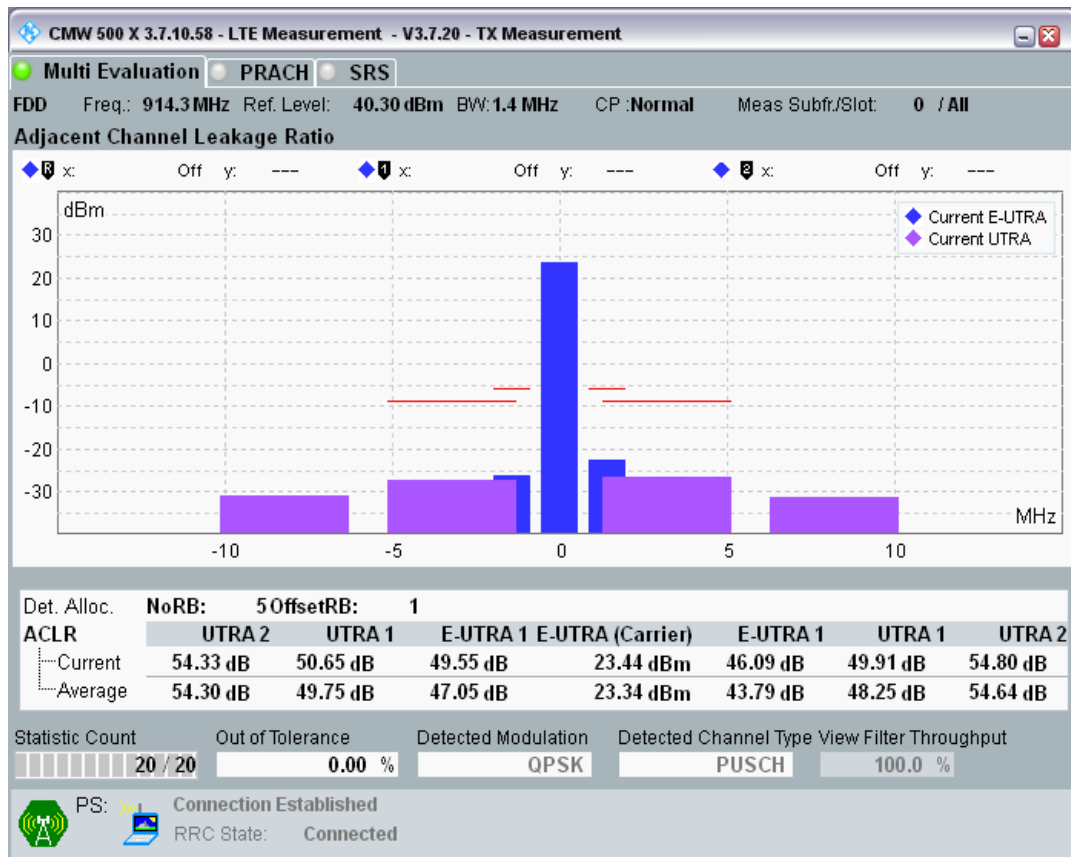 CMW 500 X 3.7.10.58 - LTE Measurement - V3.7.20 - TX Measurement
Multi Evaluation PRACH SRS
FDD Freq.: 914.3 MHz Ref. Level: 40.30 dBm BW: 1.4 MHz CP :Normal Meas Subfr./Slot: 0 / All
Adjacent Channel Leakage Ratio
R x: Off y: --- 1 x: Off y: --- 2 x: Off y: ---
dBm
Current E-UTRA
Current UTRA
30
20
10
0
-10
-20
-30
MHz
-10 -5 0 5 10
Det. Alloc. NoRB: 5 OffsetRB: 1
ACLR UTRA 2 UTRA 1 E-UTRA 1 E-UTRA (Carrier) E-UTRA 1 UTRA 1 UTRA 2
Current 54.33 dB 50.65 dB 49.55 dB 23.44 dBm 46.09 dB 49.91 dB 54.80 dB
Average 54.30 dB 49.75 dB 47.05 dB 23.34 dBm 43.79 dB 48.25 dB 54.64 dB
Statistic Count Out of Tolerance Detected Modulation Detected Channel Type View Filter Throughput
20 / 20 0.00 % QPSK PUSCH 100.0 %
PS: Connection Established
RRC State: Connected